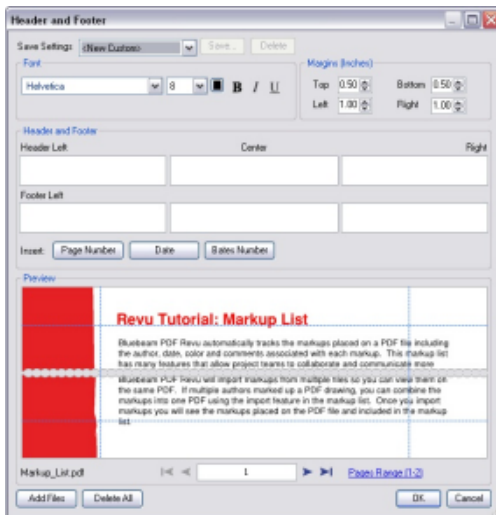 Header and Footer
Save Settings: <New Custom> Save... Delete
Font
Helvetica 8 B I U
Margins (Inches)
Top 0.50 Bottom 0.50
Left 1.00 Right 1.00
Header and Footer
Header Left Center Right
Footer Left
Insert: Page Number Date Bates Number
Preview
Revu Tutorial: Markup List
Bluebeam PDF Revu automatically tracks the markups placed on a PDF file including
the author, date, color and comments associated with each markup. This markup list
has many features that allow project teams to collaborate and communicate more
Bluebeam PDF Revu will import markups from multiple files so you can view them on
the same PDF. If multiple authors marked up a PDF drawing, you can combine the
markups into one PDF using the import feature in the markup list. Once you import
markups you will see the markups placed on the PDF file and included in the markup
list.
Markup_List.pdf 1 Pages Range (1-2)
Add Files Delete All OK Cancel